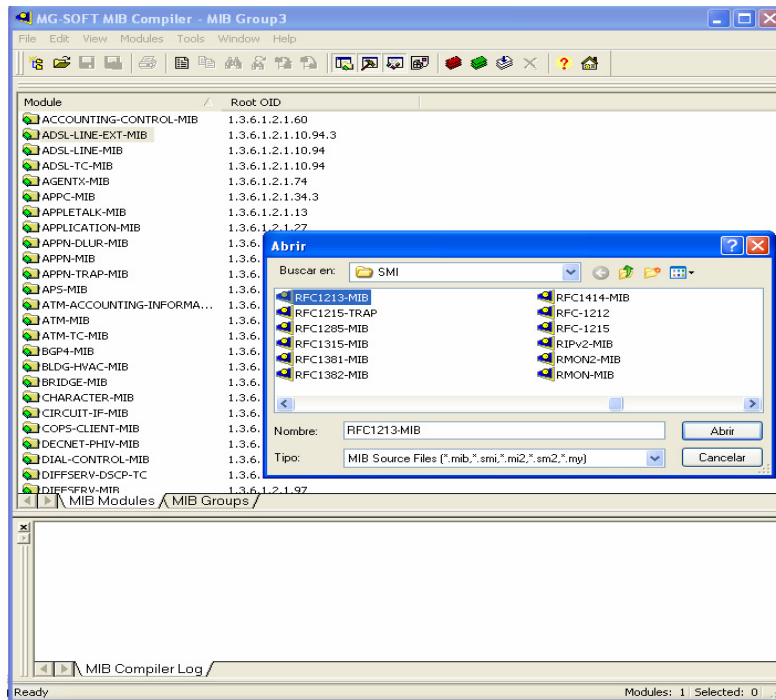 MG-SOFT MIB Compiler - MIB Group3
File Edit View Modules Tools Window Help
Module Root OID
ACCOUNTING-CONTROL-MIB 1.3.6.1.2.1.60
ADSL-LINE-EXT-MIB 1.3.6.1.2.1.10.94.3
ADSL-LINE-MIB 1.3.6.1.2.1.10.94
ADSL-TC-MIB 1.3.6.1.2.1.10.94
AGENTX-MIB 1.3.6.1.2.1.74
APPC-MIB 1.3.6.1.2.1.34.3
APPLETALK-MIB 1.3.6.1.2.1.13
APPLICATION-MIB 1.3.6.1.2.1.27
APPN-DLUR-MIB 1.3.6.
APPN-MIB 1.3.6.
APPN-TRAP-MIB 1.3.6.
APS-MIB 1.3.6.
ATM-ACCOUNTING-INFORMA... 1.3.6.
ATM-MIB 1.3.6.
ATM-TC-MIB 1.3.6.
BGP4-MIB 1.3.6.
BLDG-HVAC-MIB 1.3.6.
BRIDGE-MIB 1.3.6.
CHARACTER-MIB 1.3.6.
CIRCUIT-IF-MIB 1.3.6.
COPS-CLIENT-MIB 1.3.6.
DECNET-PHIV-MIB 1.3.6.
DIAL-CONTROL-MIB 1.3.6.
DIFFSERV-DSCP-TC 1.3.6.
DIFFSERV-MIB 1.3.6.1.2.1.97
MIB Modules MIB Groups
Abrir
Buscar en: SMI
RFC1213-MIB RFC1414-MIB
RFC1215-TRAP RFC-1212
RFC1285-MIB RFC-1215
RFC1315-MIB RIPv2-MIB
RFC1381-MIB RMON2-MIB
RFC1382-MIB RMON-MIB
Nombre: RFC1213-MIB Abrir
Tipo: MIB Source Files (*.mib,*.smi,*.mi2,*.sm2,*.my) Cancelar
MIB Compiler Log
Ready Modules: 1 Selected: 0